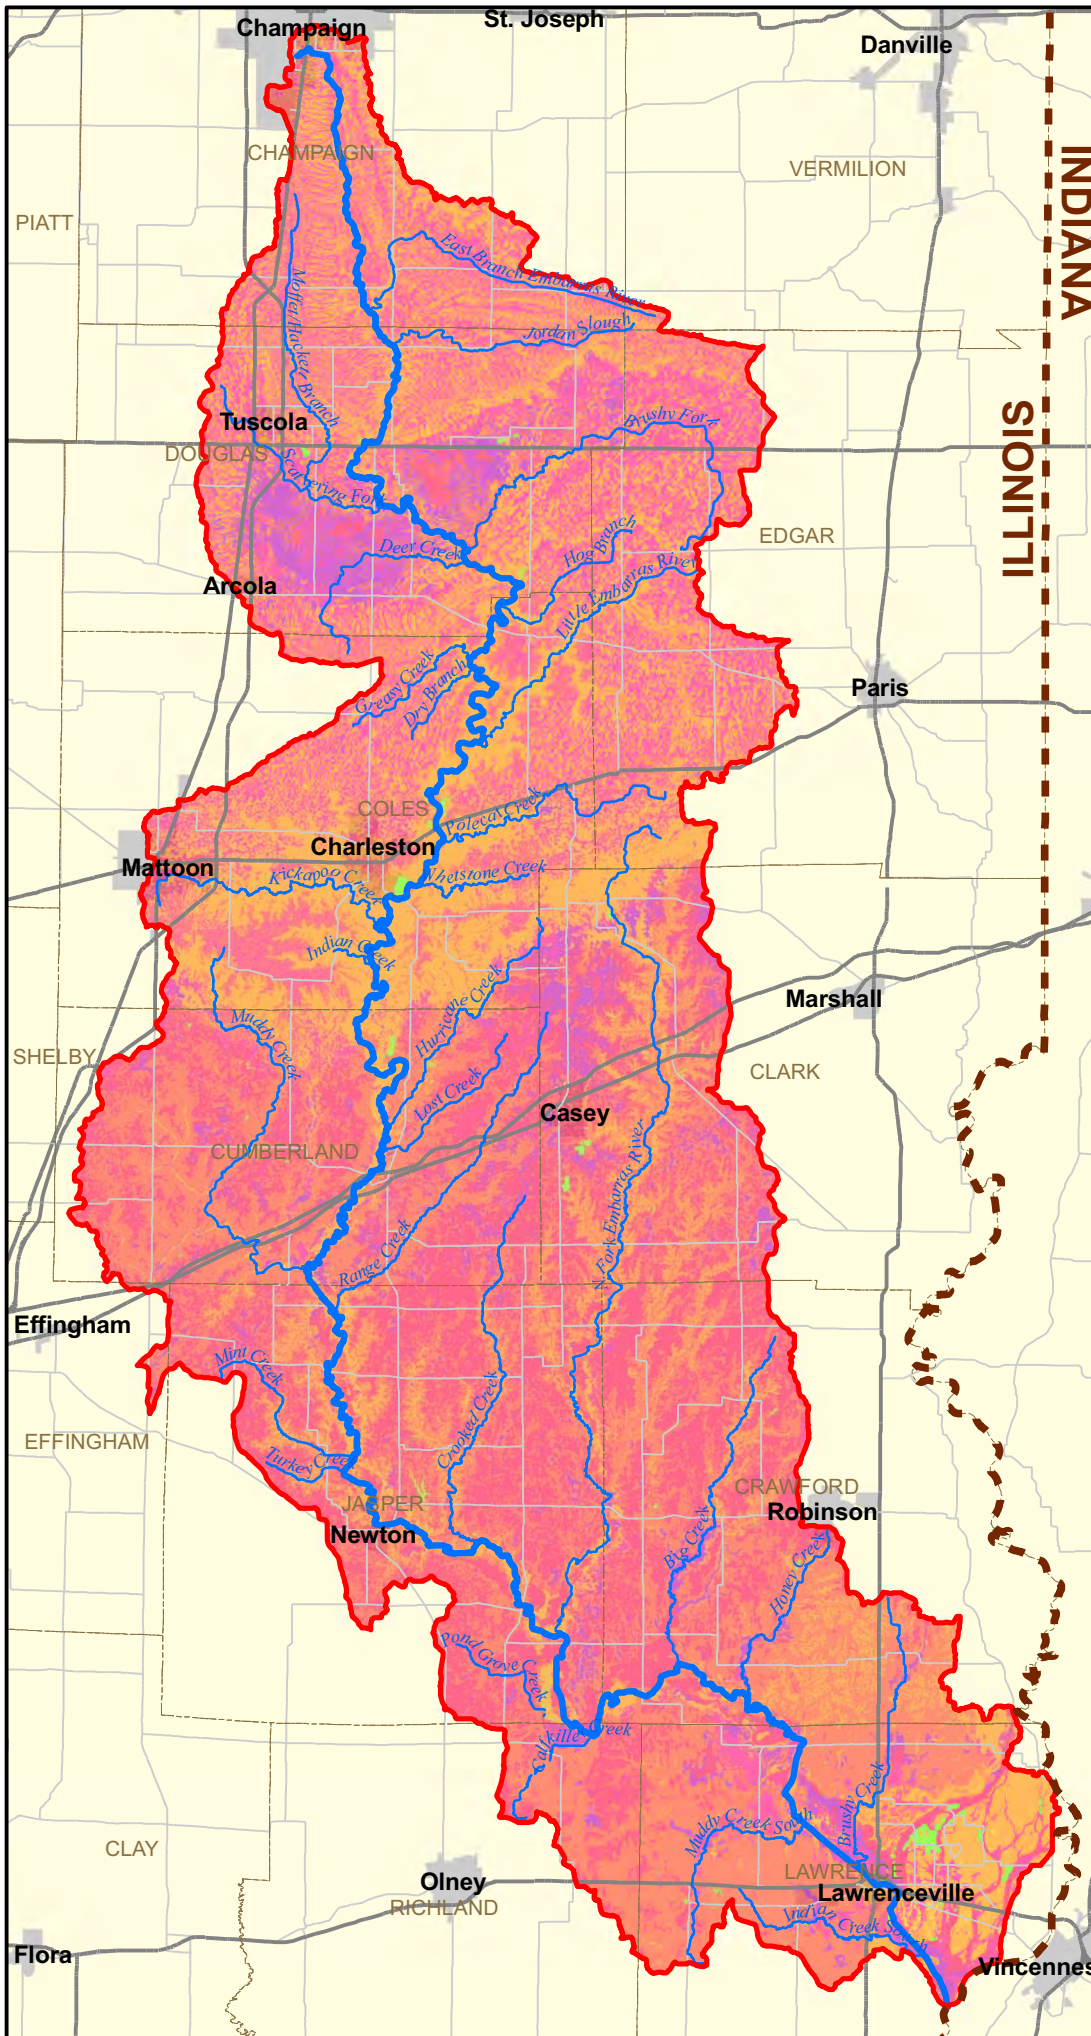 Champaign
St. Joseph
Danville
CHAMPAIGN
VERMILION
INDIANA
PIATT
East Branch Embarras River
Moffet/Hackett Branch
Jordan Slough
ILLINOIS
Tuscola
Brushy Fork
DOUGLAS
Scattering Fork
EDGAR
Hog Branch
Deer Creek
Little Embarras River
Arcola
Greasy Creek
Dry Branch
Paris
COLES
Polecat Creek
Charleston
Mattoon
Kickapoo Creek
Whetstone Creek
Indian Creek
Marshall
Hurricane Creek
Muddy Creek
SHELBY
CLARK
Lost Creek
Casey
CUMBERLAND
N. Fork Embarras River
Range Creek
Effingham
Mint Creek
Crooked Creek
EFFINGHAM
Turkey Creek
CRAWFORD
JASPER
Robinson
Newton
Big Creek
Honey Creek
Pond Grove Creek
Calfkiller Creek
Brushy Creek
Muddy Creek South
CLAY
LAWRENCE
Olney
Lawrenceville
RICHLAND
Indian Creek South
Flora
Vincennes